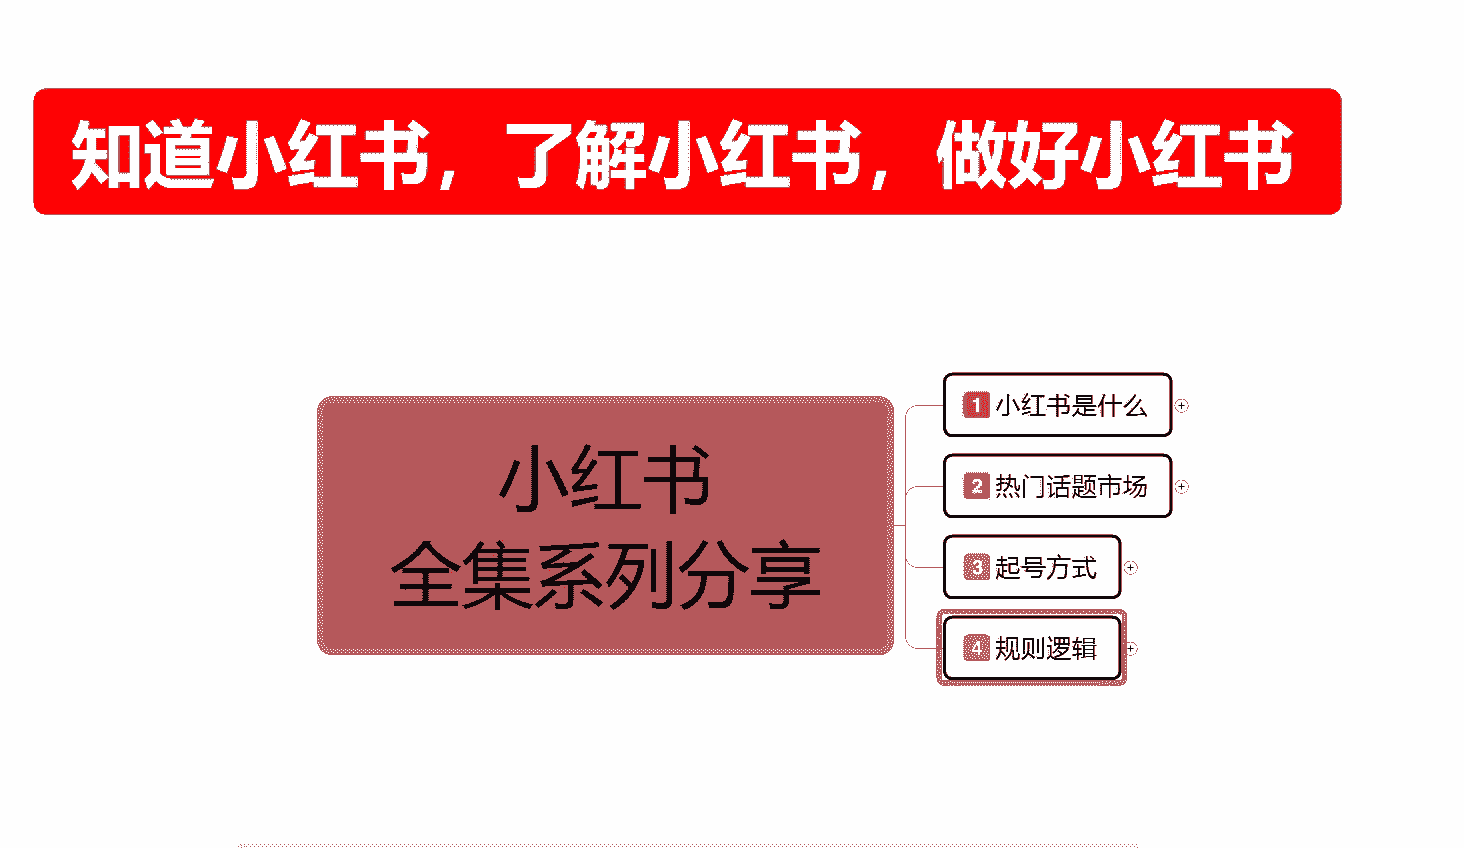 知道小红书，了解小红书，做好小红书
小红书
全集系列分享
1 小红书是什么
2 热门话题市场
3 起号方式
4 规则逻辑